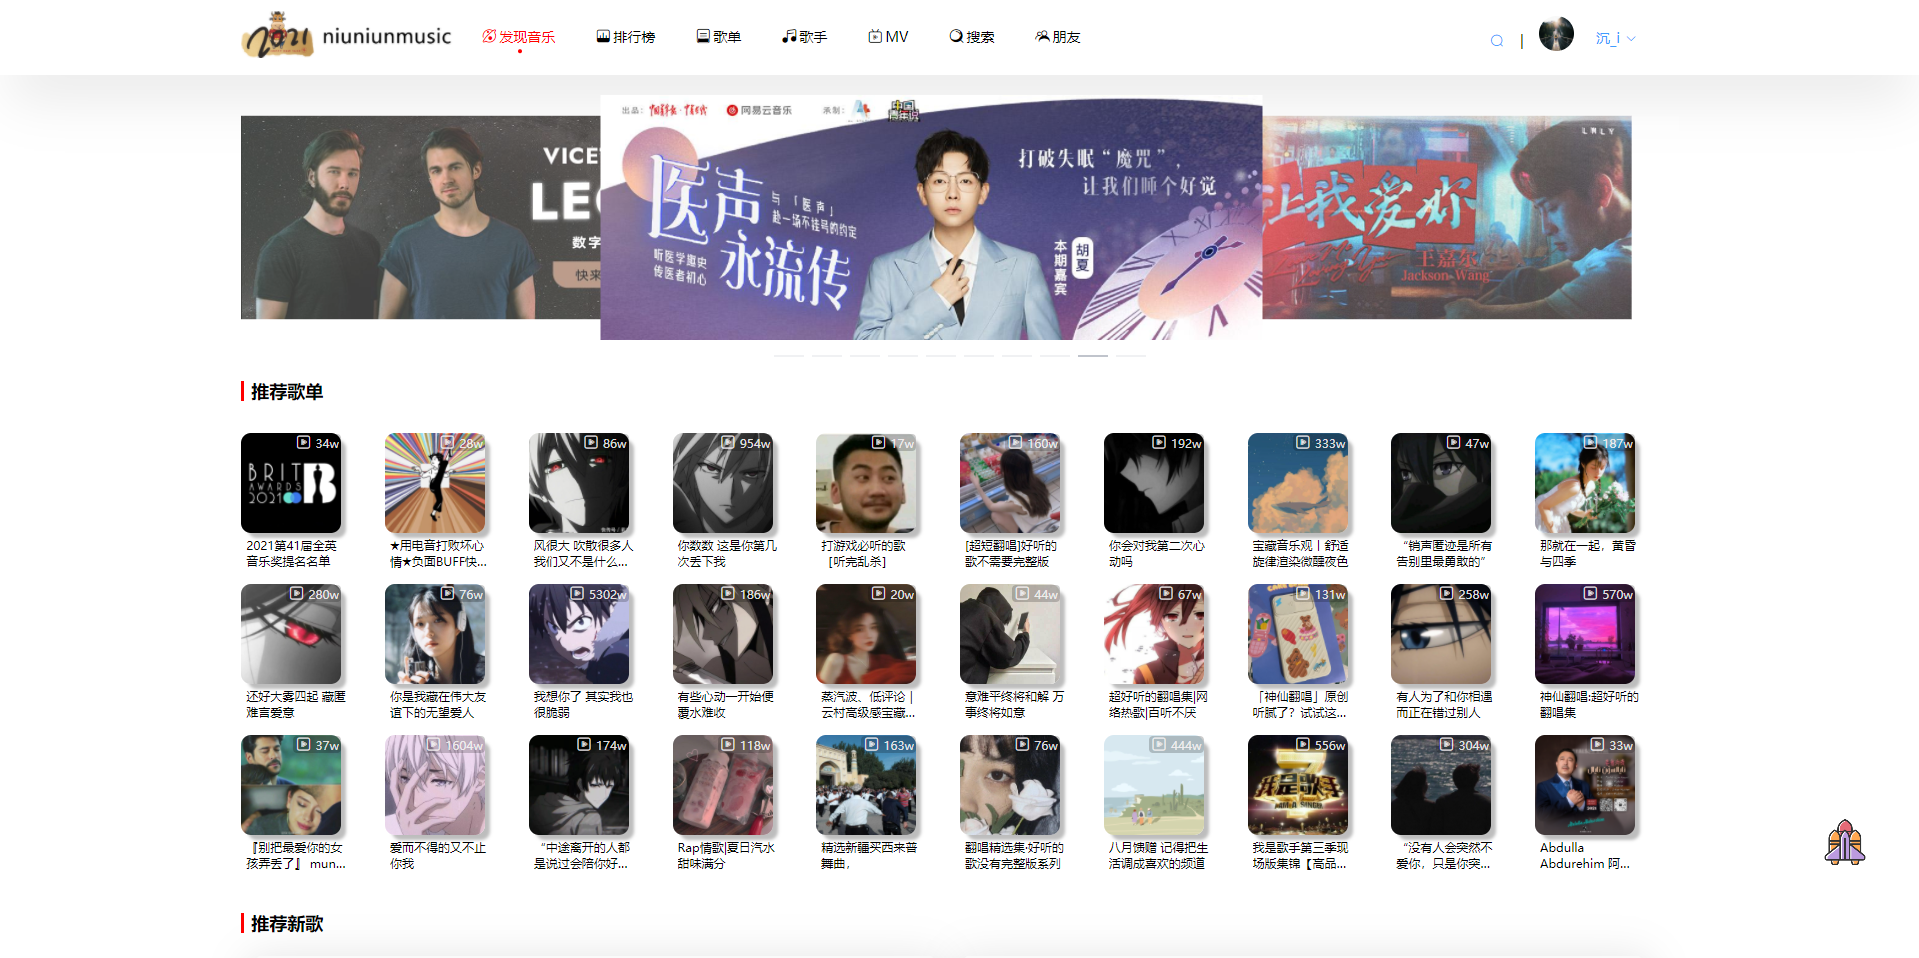 2021 niuniunmusic
发现音乐
排行榜
歌单
歌手
MV
搜索
朋友
沉_i
VICE
LE
数字
快来
出品：
网易云音乐
承制：
中国青年说
医声
永流传
与「医声」
赴一场不挂号的约定
听医学趣史
传医者初心
打破失眠“魔咒”，
让我们睡个好觉
本期嘉宾
胡夏
让我爱妳
王嘉尔
Jackson Wang
推荐歌单
34w
28w
86w
954w
17w
160w
192w
333w
47w
187w
BRIT
AWARDS
2021
2021第41届全英
音乐奖提名名单
★用电音打败坏心
情★负面BUFF快...
风很大 吹散很多人
我们又不是什么...
你数数 这是你第几
次丢下我
打游戏必听的歌
[听完乱杀]
[超短翻唱]好听的
歌不需要完整版
你会对我第二次心
动吗
宝藏音乐观丨舒适
旋律渲染微醺夜色
“销声匿迹是所有
告别里最勇敢的”
那就在一起，黄昏
与四季
280w
76w
5302w
186w
20w
44w
67w
131w
258w
570w
还好大雾四起 藏匿
难言爱意
你是我藏在伟大友
谊下的无望爱人
我想你了 其实我也
很脆弱
有些心动一开始便
覆水难收
蒸汽波、低评论 |
云村高级感宝藏...
意难平终将和解 万
事终将如意
超好听的翻唱集|网
络热歌|百听不厌
「神仙翻唱」原创
听腻了？试试这...
有人为了和你相遇
而正在错过别人
神仙翻唱:超好听的
翻唱集
37w
1604w
174w
118w
163w
76w
444w
556w
304w
33w
我是歌手
『别把最爱你的女
孩弄丢了』 mun...
爱而不得的又不止
你我
“中途离开的人都
是说过会陪你好...
Rap情歌|夏日汽水
甜味满分
精选新疆买西来普
舞曲，
翻唱精选集·好听的
歌没有完整版系列
八月馈赠 记得把生
活调成喜欢的频道
我是歌手第三季现
场版集锦【高品...
“没有人会突然不
爱你，只是你突...
Abdulla
Abdurehim 阿...
推荐新歌